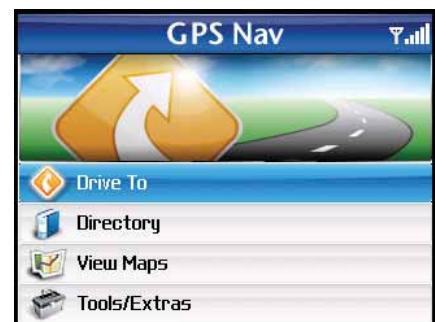 GPS Nav
Drive To
Directory
View Maps
Tools/Extras